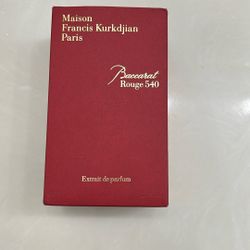 Maison
Francis Kurkdjian
Paris
Baccarat
Rouge 540
Extrait de parfum